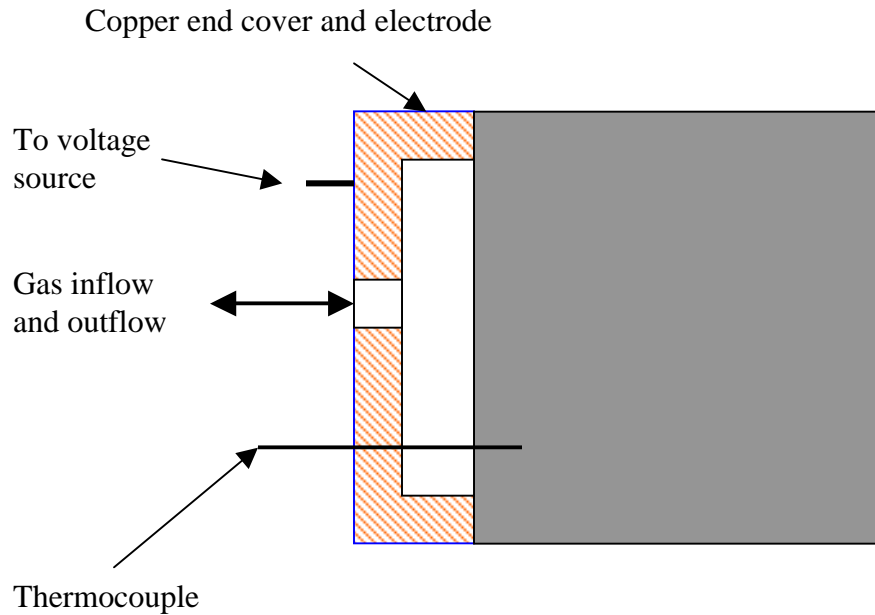 Copper end cover and electrode
To voltage
source
Gas inflow
and outflow
Thermocouple